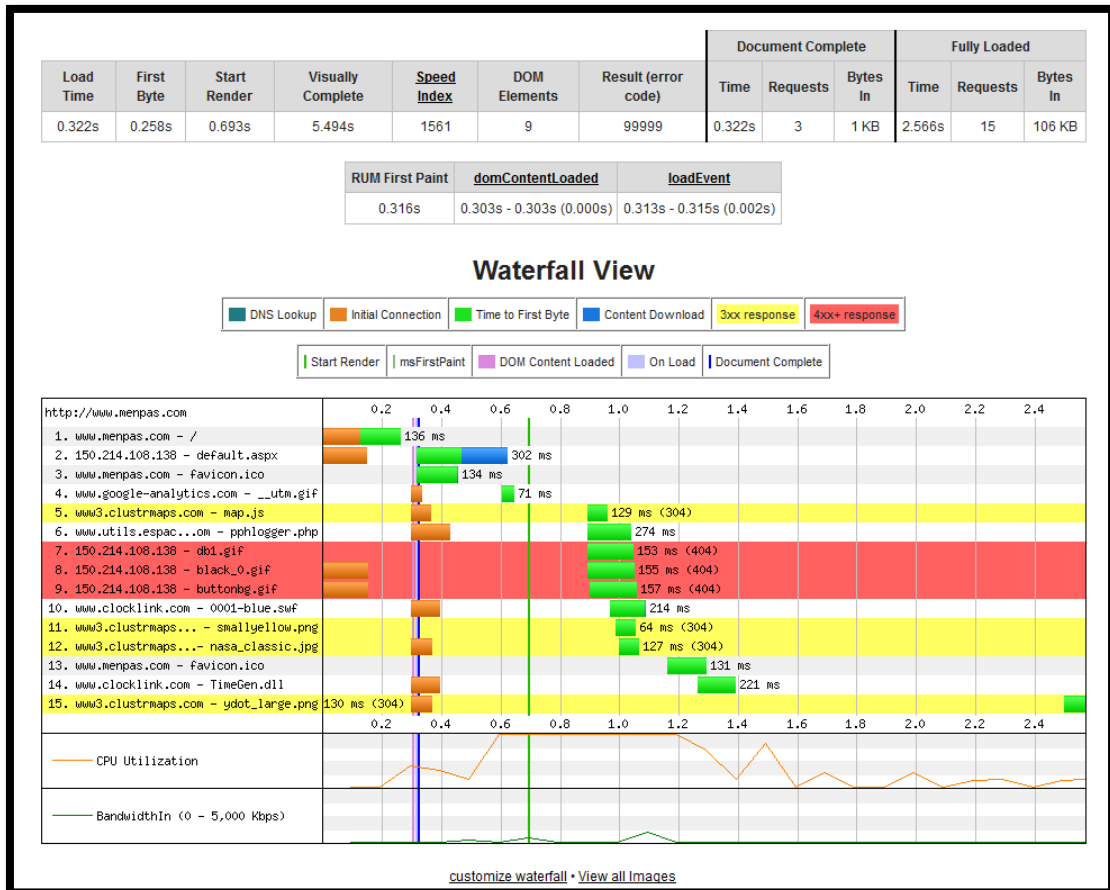 Document Complete Fully Loaded
Load Time First Byte Start Render Visually Complete Speed Index DOM Elements Result (error code) Time Requests Bytes In Time Requests Bytes In
0.322s 0.258s 0.693s 5.494s 1561 9 99999 0.322s 3 1 KB 2.566s 15 106 KB
RUM First Paint domContentLoaded loadEvent
0.316s 0.303s - 0.303s (0.000s) 0.313s - 0.315s (0.002s)
Waterfall View
DNS Lookup Initial Connection Time to First Byte Content Download 3xx response 4xx+ response
Start Render msFirstPaint DOM Content Loaded On Load Document Complete
http://www.menpas.com 0.2 0.4 0.6 0.8 1.0 1.2 1.4 1.6 1.8 2.0 2.2 2.4
1. www.menpas.com - / 136 ms
2. 150.214.108.138 - default.aspx 302 ms
3. www.menpas.com - favicon.ico 134 ms
4. www.google-analytics.com - __utm.gif 71 ms
5. www3.clustrmaps.com - map.js 129 ms (304)
6. www.utils.espac...om - pphlogger.php 274 ms
7. 150.214.108.138 - db1.gif 153 ms (404)
8. 150.214.108.138 - black_0.gif 155 ms (404)
9. 150.214.108.138 - buttonbg.gif 157 ms (404)
10. www.clocklink.com - 0001-blue.swf 214 ms
11. www3.clustrmaps... - smallyellow.png 64 ms (304)
12. www3.clustrmaps...- nasa_classic.jpg 127 ms (304)
13. www.menpas.com - favicon.ico 131 ms
14. www.clocklink.com - TimeGen.dll 221 ms
15. www3.clustrmaps.com - ydot_large.png 130 ms (304)
0.2 0.4 0.6 0.8 1.0 1.2 1.4 1.6 1.8 2.0 2.2 2.4
CPU Utilization
BandwidthIn (0 - 5,000 Kbps)
customize waterfall • View all Images